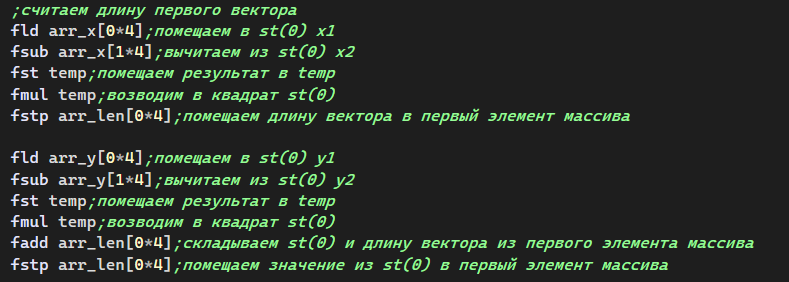 ;считаем длину первого вектора
fld arr_x[0*4];помещаем в st(0) x1
fsub arr_x[1*4];вычитаем из st(0) x2
fst temp;помещаем результат в temp
fmul temp;возводим в квадрат st(0)
fstp arr_len[0*4];помещаем длину вектора в первый элемент массива
fld arr_y[0*4];помещаем в st(0) y1
fsub arr_y[1*4];вычитаем из st(0) y2
fst temp;помещаем результат в temp
fmul temp;возводим в квадрат st(0)
fadd arr_len[0*4];складываем st(0) и длину вектора из первого элемента массива
fstp arr_len[0*4];помещаем значение из st(0) в первый элемент массива